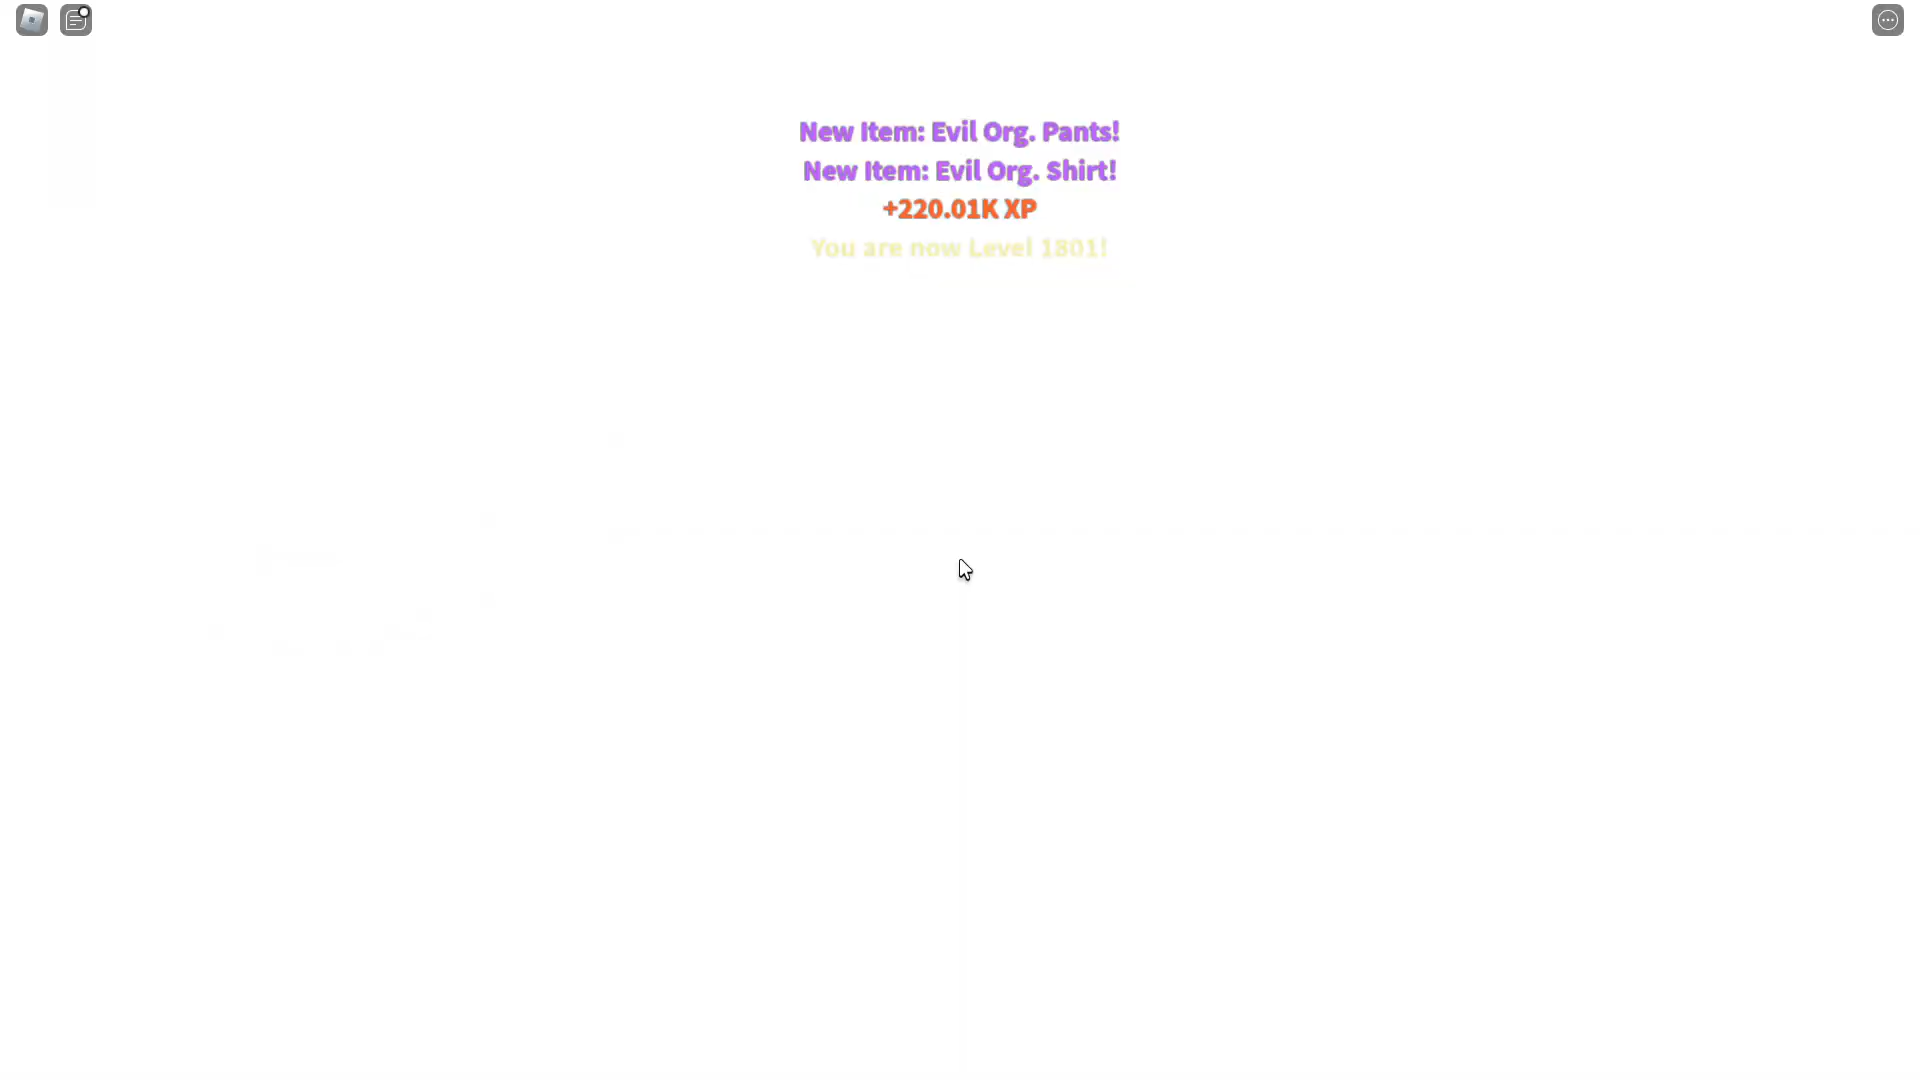 New Item: Evil Org. Pants!
New Item: Evil Org. Shirt!
+220.01K XP
You are now Level 1801!